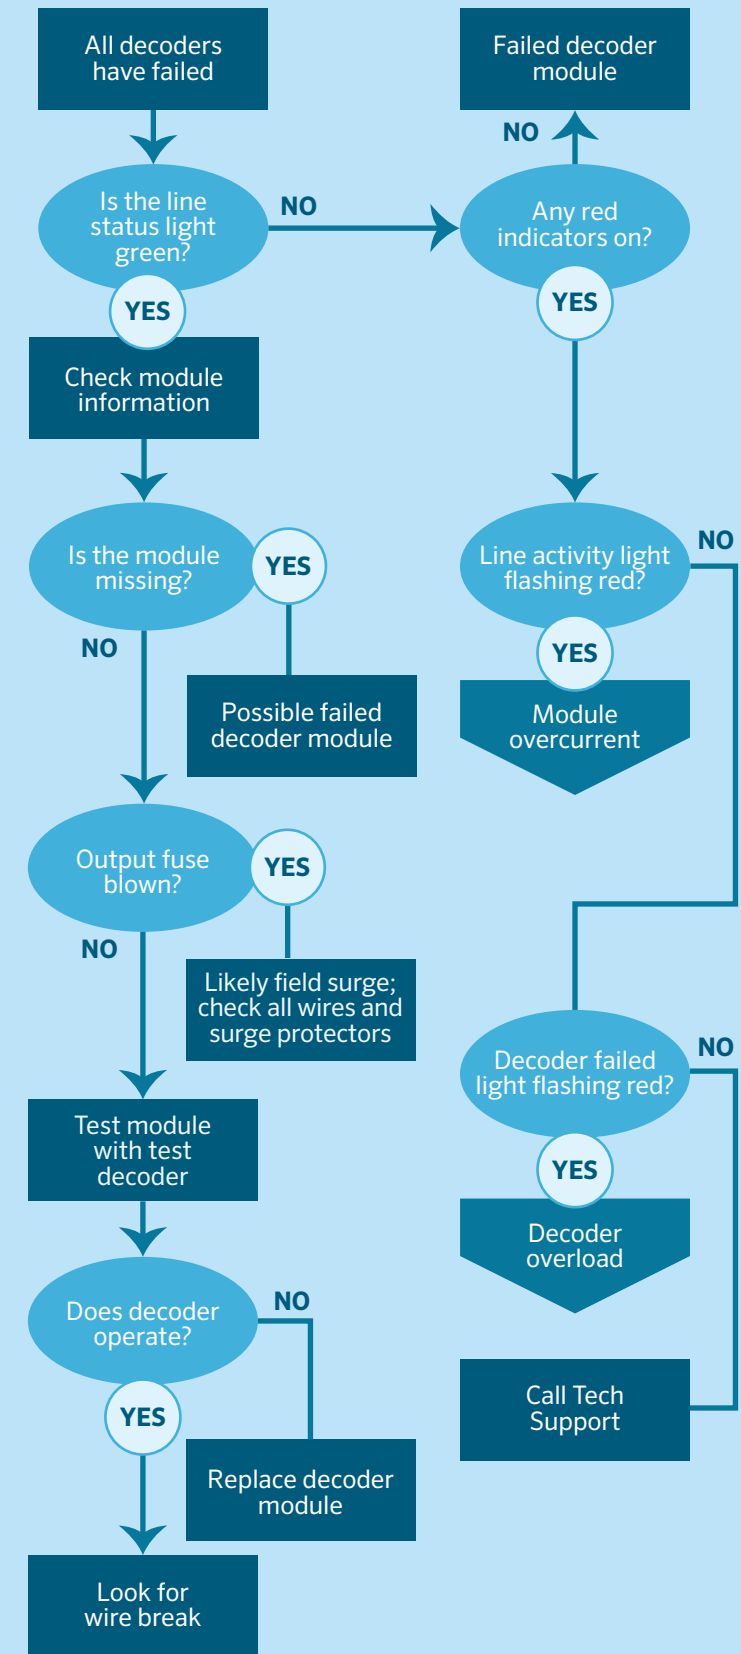 All decoders
have failed
Is the line
status light
green?
NO
YES
Check module
information
Is the module
missing?
YES
NO
Possible failed
decoder module
Output fuse
blown?
YES
NO
Likely field surge;
check all wires and
surge protectors
Test module
with test
decoder
Does decoder
operate?
NO
YES
Replace decoder
module
Look for
wire break
Failed decoder
module
NO
Any red
indicators on?
YES
Line activity light
flashing red?
NO
YES
Module
overcurrent
Decoder failed
light flashing red?
NO
YES
Decoder
overload
Call Tech
Support